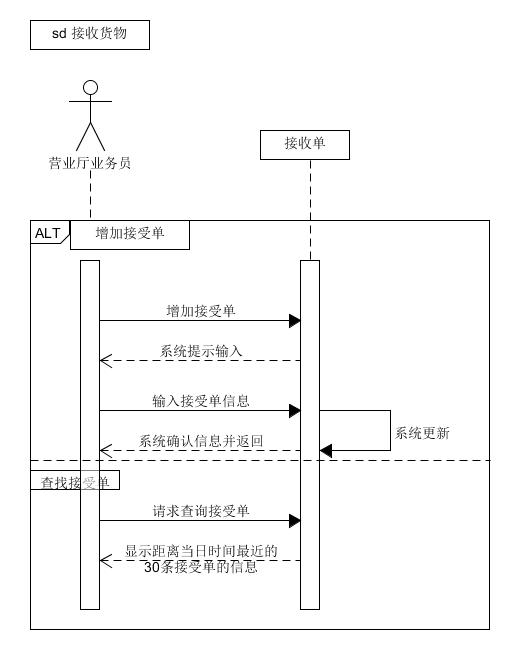 sd 接收货物
营业厅业务员
接收单
ALT
增加接受单
增加接受单
系统提示输入
输入接受单信息
系统确认信息并返回
系统更新
查找接受单
请求查询接受单
显示距离当日时间最近的
30条接受单的信息